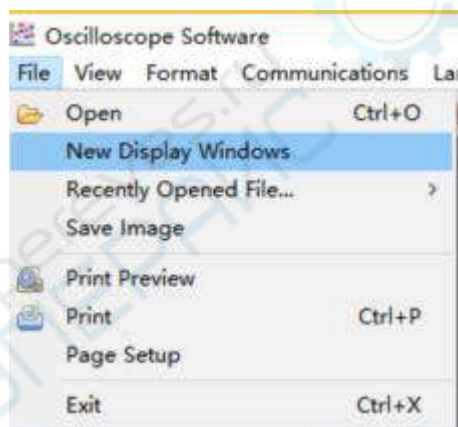 Oscilloscope Software
File View Format Communications
Open Ctrl+O
New Display Windows
Recently Opened File...
Save Image
Print Preview
Print Ctrl+P
Page Setup
Exit Ctrl+X